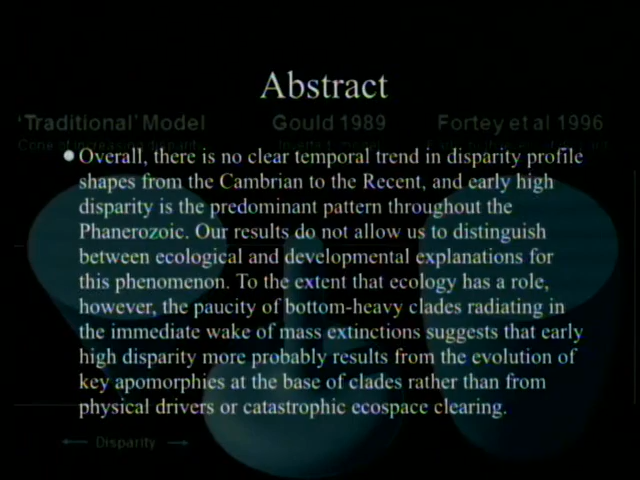 Abstract
'Traditional' Model
Gould 1989
Fortey et al 1996
Overall, there is no clear temporal trend in disparity profile
shapes from the Cambrian to the Recent, and early high
disparity is the predominant pattern throughout the
Phanerozoic. Our results do not allow us to distinguish
between ecological and developmental explanations for
this phenomenon. To the extent that ecology has a role,
however, the paucity of bottom-heavy clades radiating in
the immediate wake of mass extinctions suggests that early
high disparity more probably results from the evolution of
key apomorphies at the base of clades rather than from
physical drivers or catastrophic ecospace clearing.
Disparity